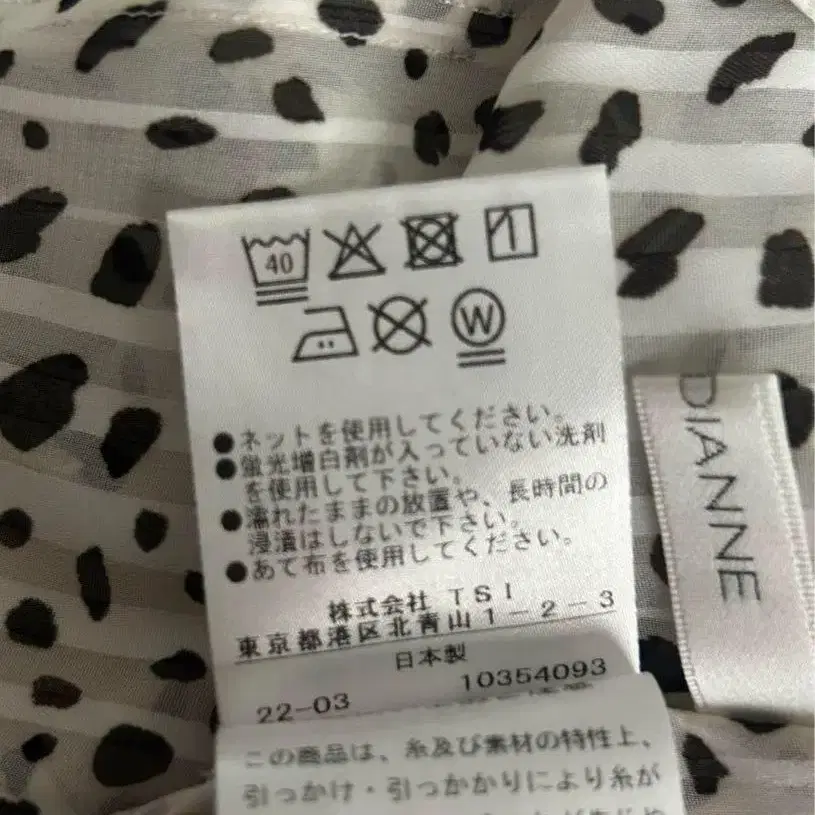 40
W
●ネットを使用してください。
●蛍光増白剤が入っていない洗剤
を使用して下さい。
●濡れたままの放置や、長時間の
浸漬はしないで下さい。
●あて布を使用してください。
株式会社 TSI
東京都港区北青山1-2-3
日本製
22-03 10354093
この商品は、糸及び素材の特性上、
引っかけ・引っかかりにより糸が
DIANNE